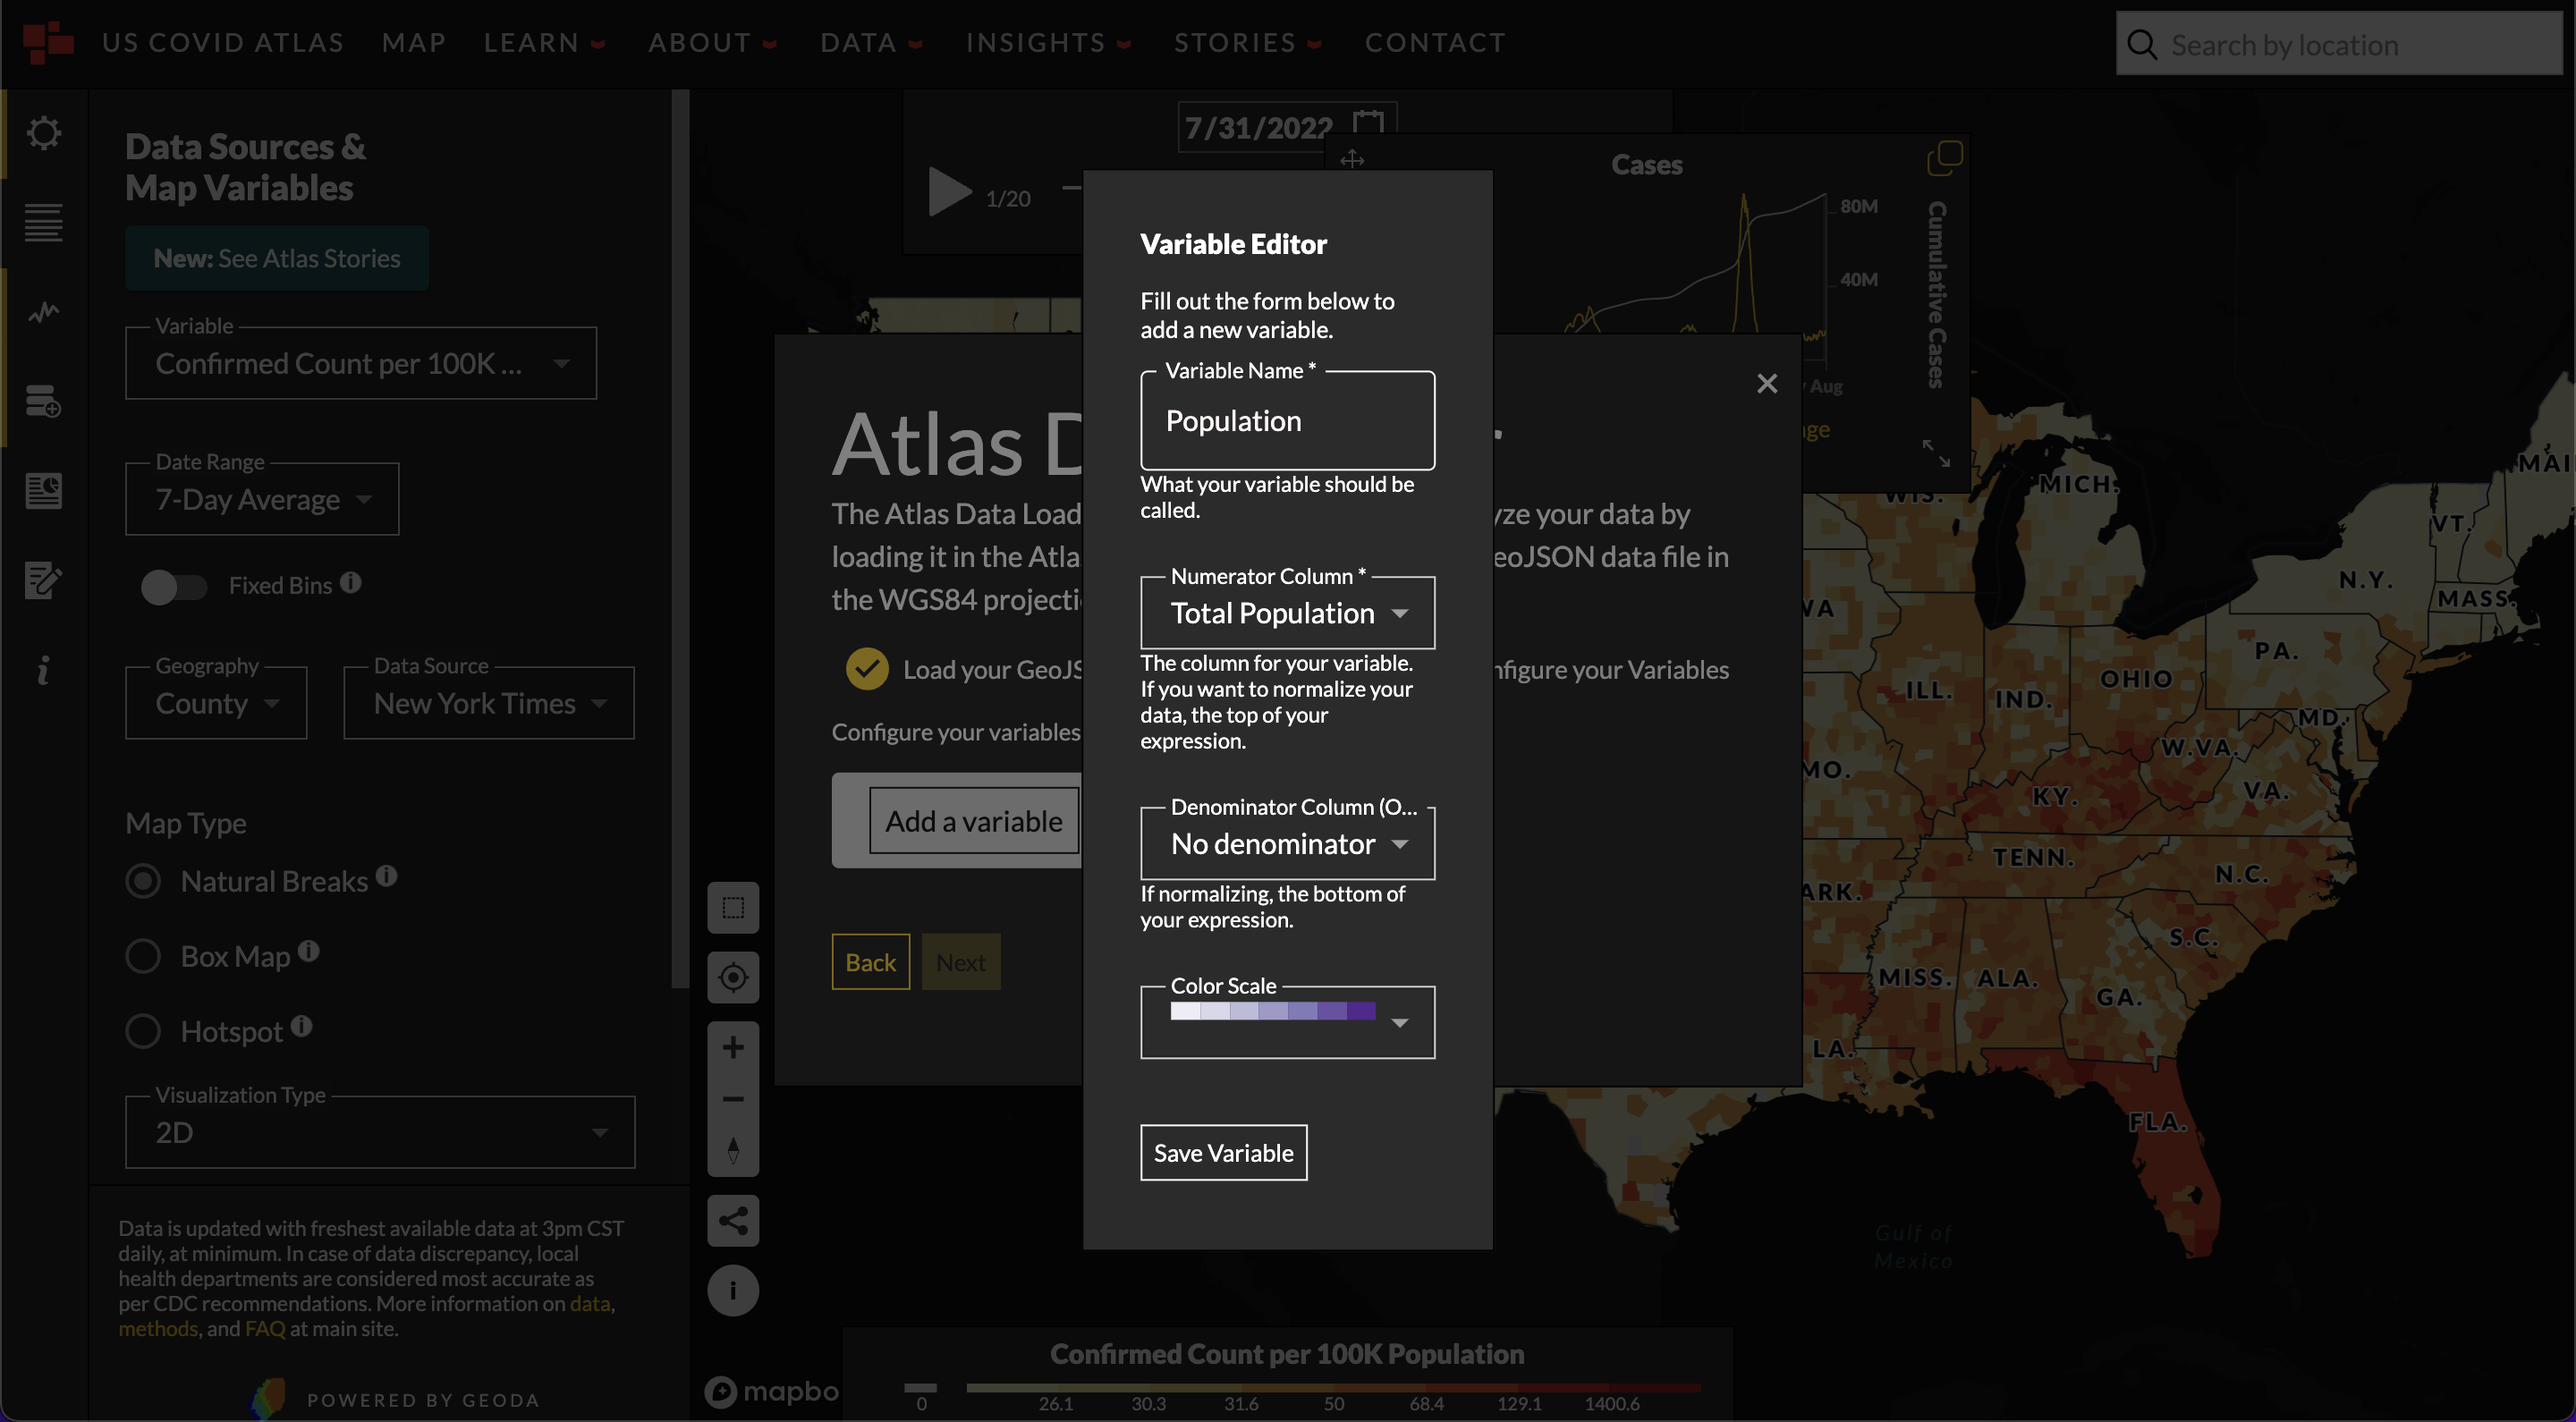 US COVID ATLAS MAP LEARN ABOUT DATA INSIGHTS STORIES CONTACT
Search by location
Data Sources &
Map Variables
New: See Atlas Stories
Variable
Confirmed Count per 100K ...
Date Range
7-Day Average
Fixed Bins
Geography
County
Data Source
New York Times
Map Type
Natural Breaks
Box Map
Hotspot
Visualization Type
2D
Data is updated with freshest available data at 3pm CST
daily, at minimum. In case of data discrepancy, local
health departments are considered most accurate as
per CDC recommendations. More information on data,
methods, and FAQ at main site.
POWERED BY GEODA
7/31/2022
1/20
Cases
80M
40M
Cumulative Cases
Aug
Atlas D
The Atlas Data Load
yze your data by
loading it in the Atla
eoJSON data file in
the WGS84 projecti
Load your GeoJS
nfigure your Variables
Configure your variables
Add a variable
Back
Next
Variable Editor
Fill out the form below to
add a new variable.
Variable Name *
Population
What your variable should be
called.
Numerator Column *
Total Population
The column for your variable.
If you want to normalize your
data, the top of your
expression.
Denominator Column (O...
No denominator
If normalizing, the bottom of
your expression.
Color Scale
Save Variable
MAI
MICH.
WIS.
VT.
N.Y.
MASS.
WA
PA.
OHIO
ILL.
IND.
MD.
W.VA.
MO.
KY.
VA.
TENN.
N.C.
ARK.
S.C.
MISS.
ALA.
GA.
LA.
FLA.
Gulf of
Mexico
mapbo
Confirmed Count per 100K Population
0 26.1 30.3 31.6 50 68.4 129.1 1400.6